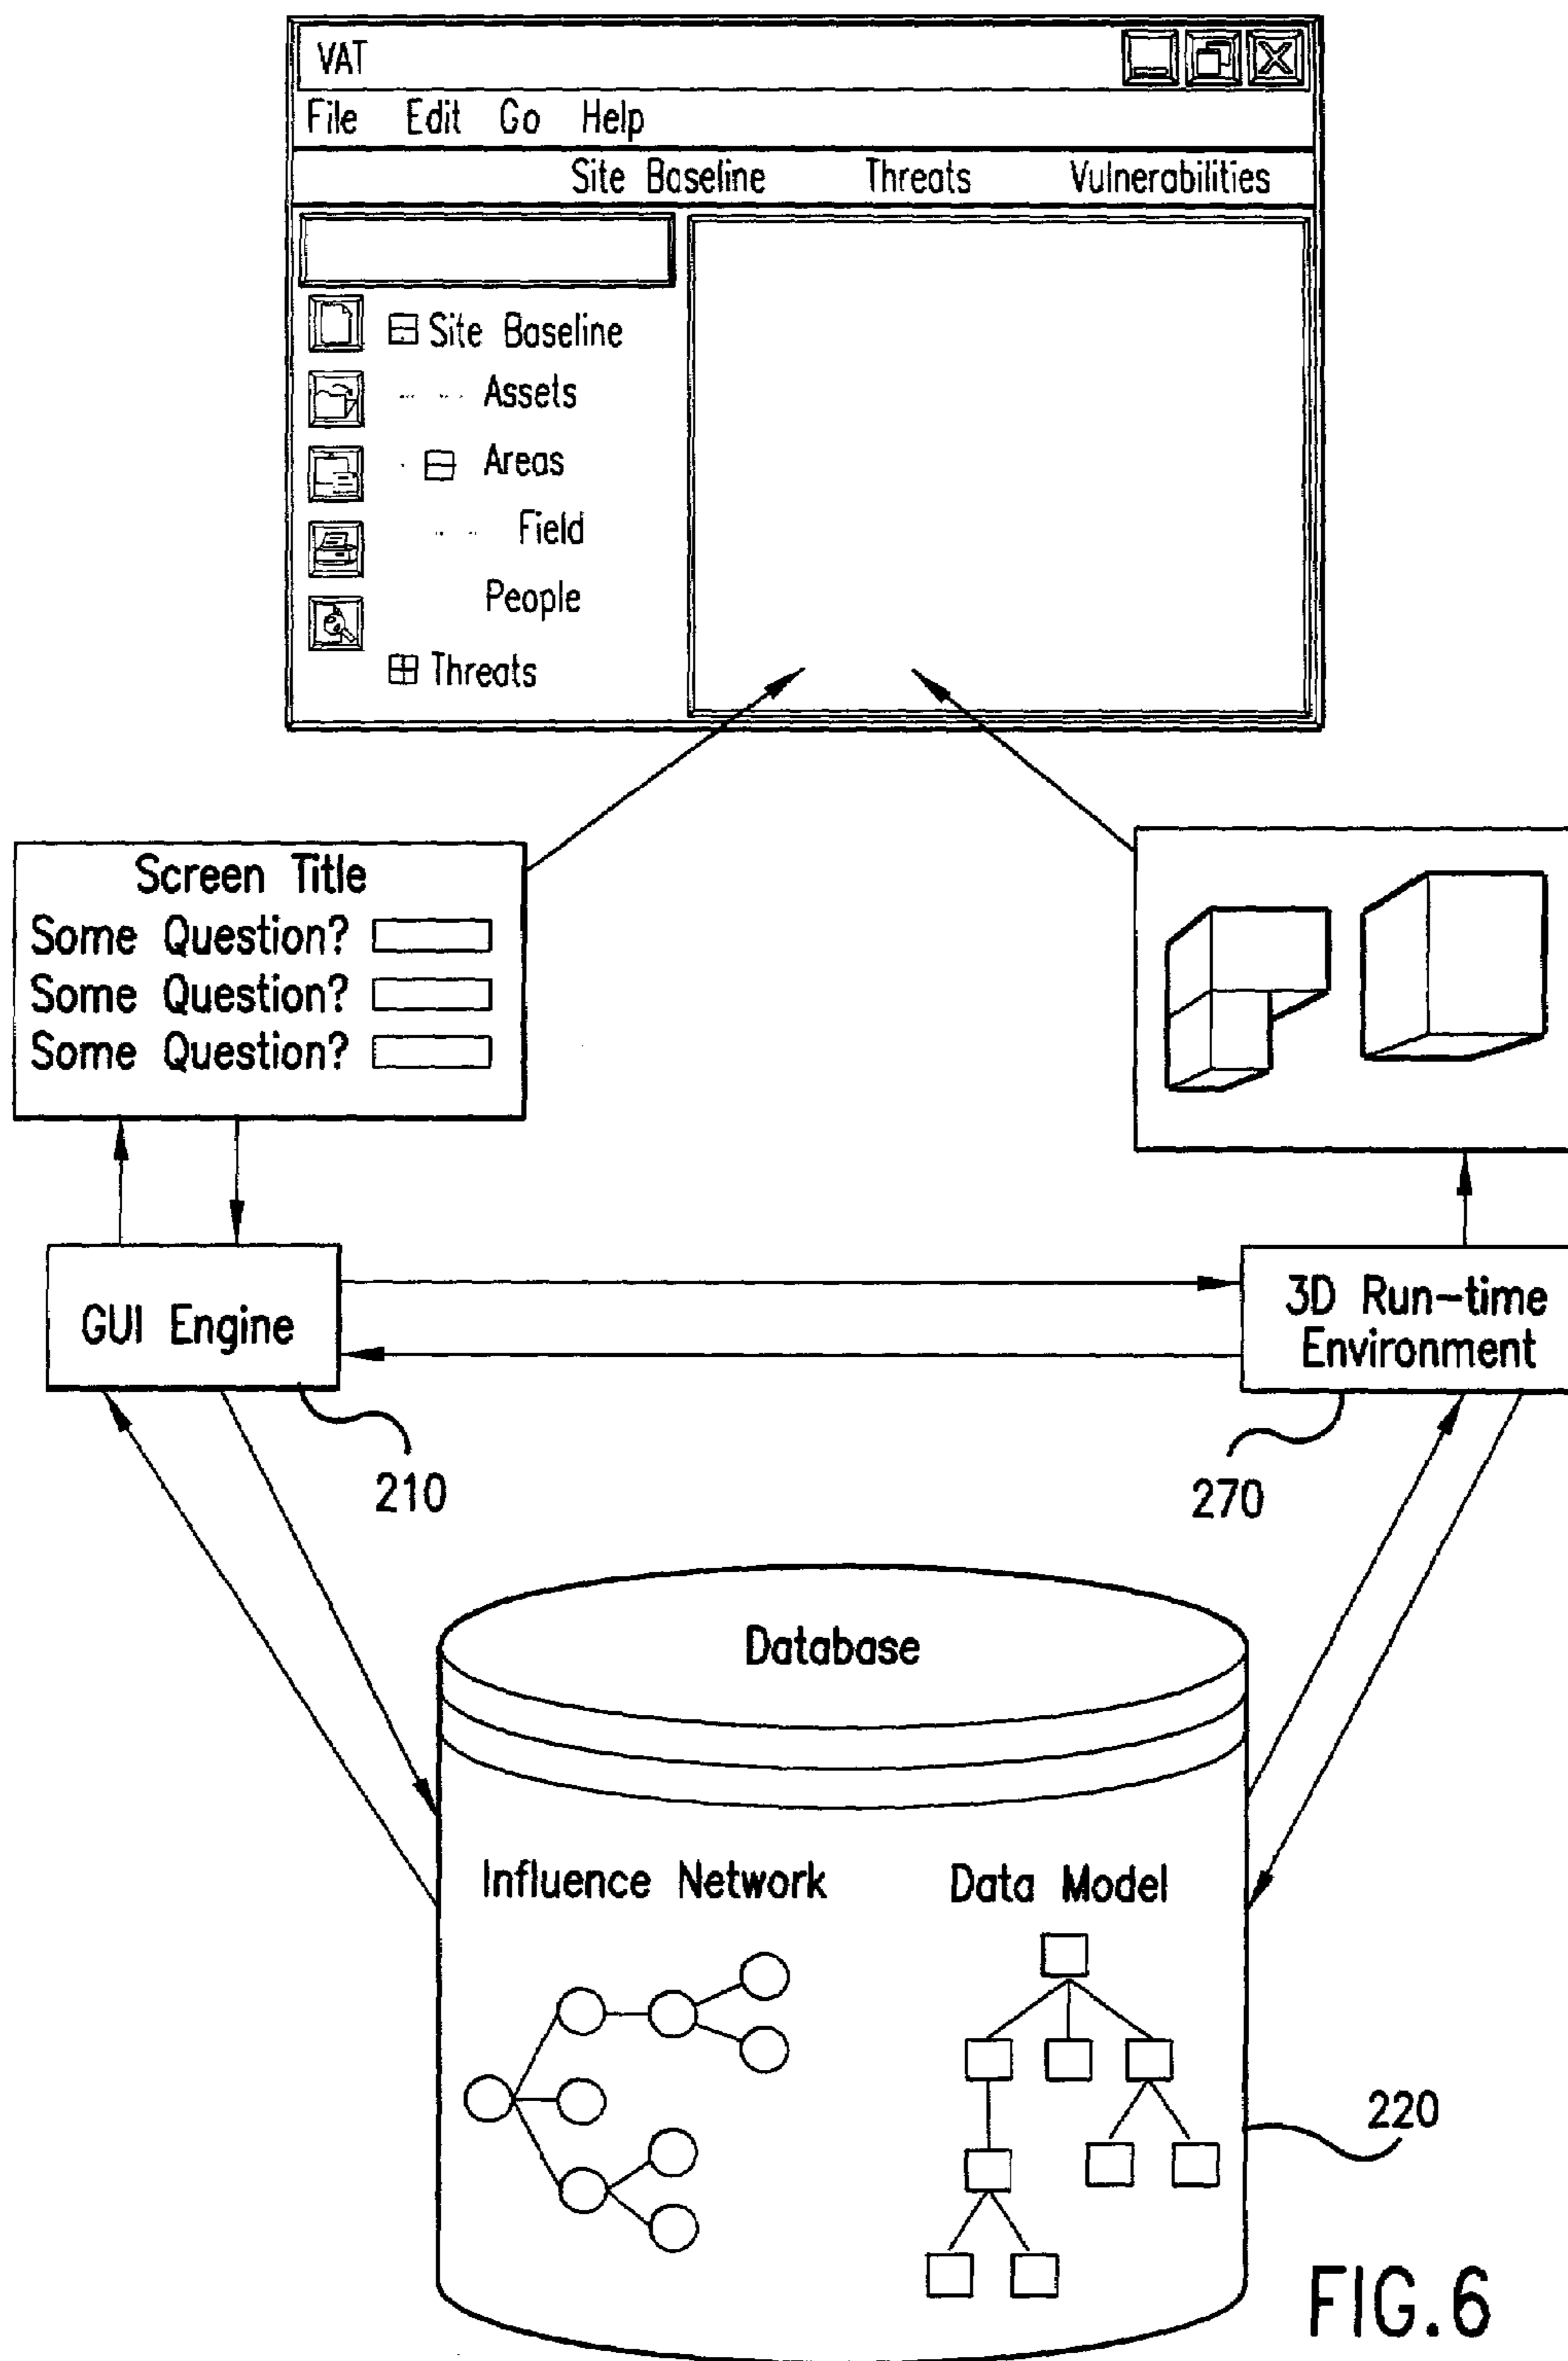 VAT
File Edit Go Help
Site Baseline Threats Vulnerabilities
Site Baseline
Assets
Areas
Field
People
Threats
Screen Title
Some Question?
Some Question?
Some Question?
GUI Engine
3D Run-time
Environment
210
270
Database
Influence Network
Data Model
220
FIG.6